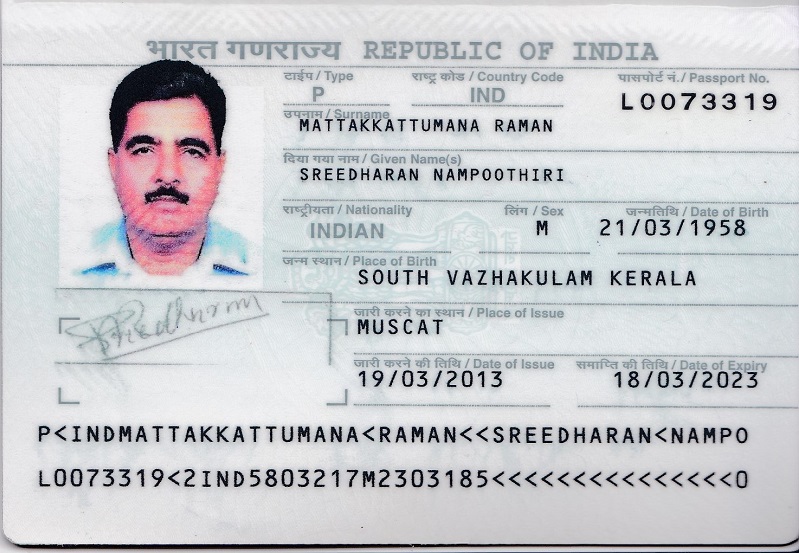 भारत गणराज्य REPUBLIC OF INDIA
टाईप / Type राष्ट्र कोड / Country Code पासपोर्ट नं. / Passport No.
P IND L0073319
उपनाम / Surname
MATTAKKATTUMANA RAMAN
दिया गया नाम / Given Name(s)
SREEDHARAN NAMPOOTHIRI
राष्ट्रीयता / Nationality लिंग / Sex जन्मतिथि / Date of Birth
INDIAN M 21/03/1958
जन्म स्थान / Place of Birth
SOUTH VAZHAKULAM KERALA
जारी करने का स्थान / Place of Issue
MUSCAT
जारी करने की तिथि / Date of Issue समाप्ति की तिथि / Date of Expiry
19/03/2013 18/03/2023
Sreedharan
P<INDMATTAKKATTUMANA<RAMAN<<SREEDHARAN<NAMPO
L0073319<2IND5803217M2303185<<<<<<<<<<<<<<<0